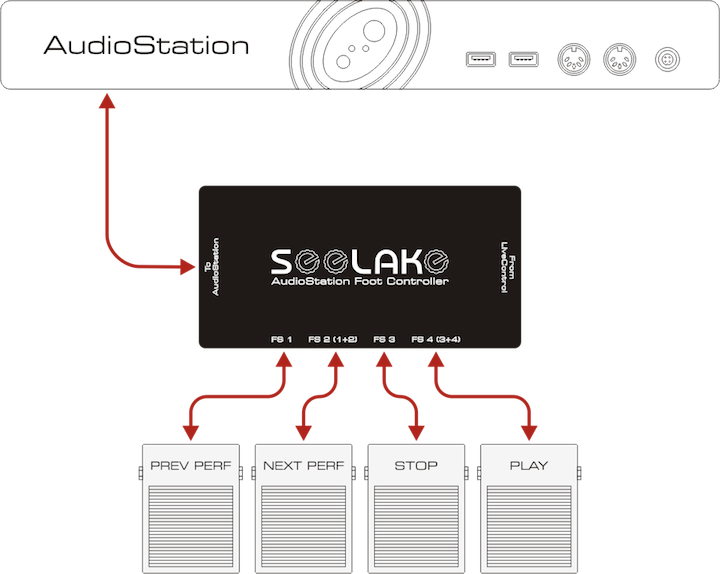 AudioStation
To
AudioStation
SeeLAKe
AudioStation Foot Controller
From
LiveControl
FS 1
FS 2 (1+2)
FS 3
FS 4 (3+4)
PREV PERF
NEXT PERF
STOP
PLAY